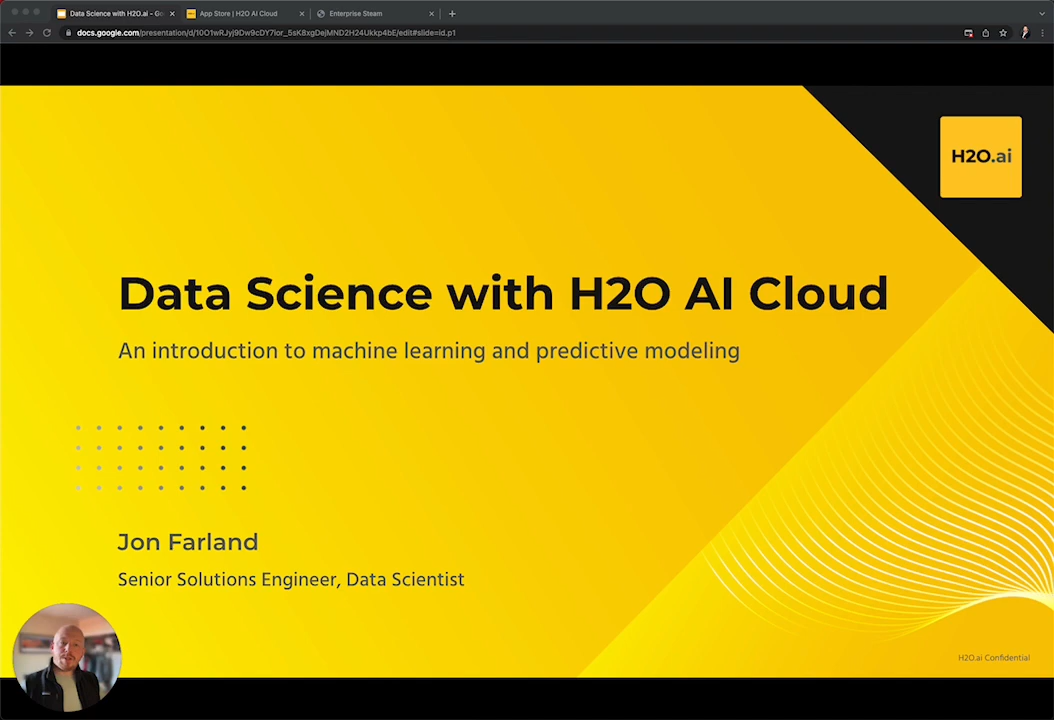 Data Science with H2O.ai - Go
App Store | H2O AI Cloud
Enterprise Steam
H2O.ai
Data Science with H2O AI Cloud
An introduction to machine learning and predictive modeling
Jon Farland
Senior Solutions Engineer, Data Scientist
H2O.ai Confidential